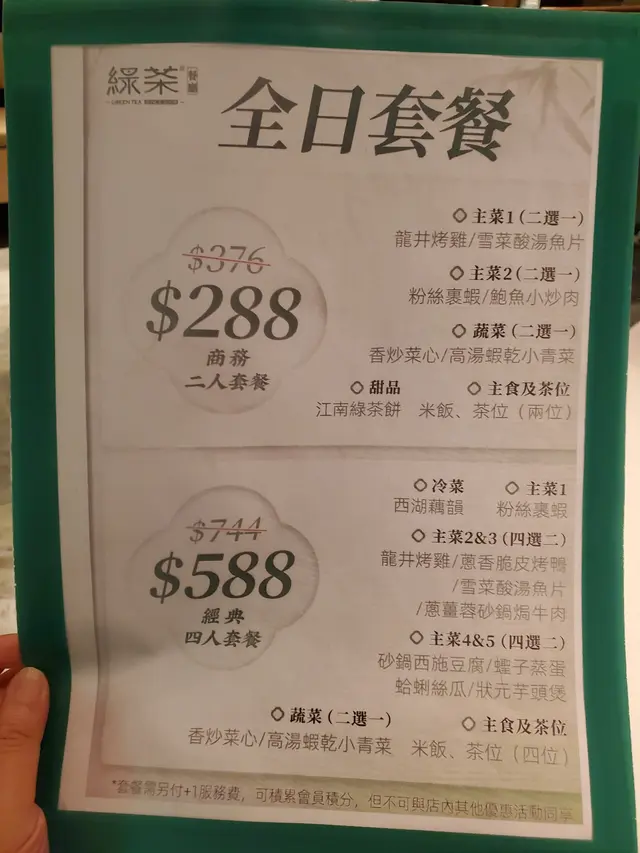 綠茶
餐廳
GREEN TEA RESTAURANT
全日套餐
$376
$288
商務
二人套餐
主菜1(二選一)
龍井烤雞/雪菜酸湯魚片
主菜2(二選一)
粉絲裹蝦/鮑魚小炒肉
蔬菜(二選一)
香炒菜心/高湯蝦乾小青菜
甜品
江南綠茶餅
主食及茶位
米飯、茶位(兩位)
$744
$588
經典
四人套餐
冷菜
西湖藕韻
主菜1
粉絲裹蝦
主菜2&3(四選二)
龍井烤雞/蔥香脆皮烤鴨
/雪菜酸湯魚片
/蔥薑蓉砂鍋焗牛肉
主菜4&5(四選二)
砂鍋西施豆腐/蟶子蒸蛋
蛤蜊絲瓜/狀元芋頭煲
蔬菜(二選一)
香炒菜心/高湯蝦乾小青菜
主食及茶位
米飯、茶位(四位)
*套餐需另付+1服務費,可積累會員積分,但不可與店內其他優惠活動同享